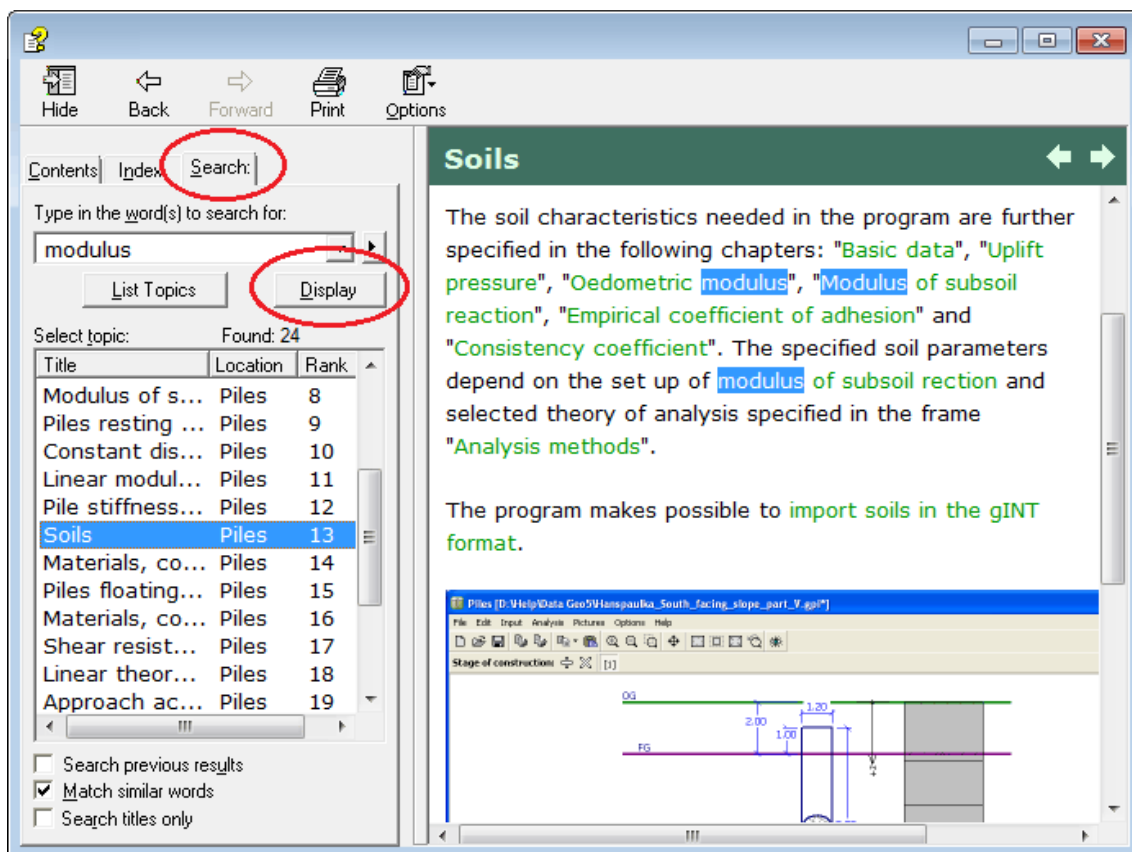 Hide Back Forward Print Options
Contents Index Search:
Type in the word(s) to search for:
modulus
List Topics Display
Select topic: Found: 24
Title Location Rank
Modulus of s... Piles 8
Piles resting ... Piles 9
Constant dis... Piles 10
Linear modul... Piles 11
Pile stiffness... Piles 12
Soils Piles 13
Materials, co... Piles 14
Piles floating... Piles 15
Materials, co... Piles 16
Shear resist... Piles 17
Linear theor... Piles 18
Approach ac... Piles 19
Search previous results
Match similar words
Search titles only
Soils
The soil characteristics needed in the program are further
specified in the following chapters: "Basic data", "Uplift
pressure", "Oedometric modulus", "Modulus of subsoil
reaction", "Empirical coefficient of adhesion" and
"Consistency coefficient". The specified soil parameters
depend on the set up of modulus of subsoil rection and
selected theory of analysis specified in the frame
"Analysis methods".
The program makes possible to import soils in the gINT
format.
Piles [D:\Help\Data Geo5\Hanspaulka_South_facing_slope_part_V.gpi*]
File Edit Input Analysis Pictures Options Help
Stage of construction: [1]
OG
1.20
2.00
1.00
FG
+z